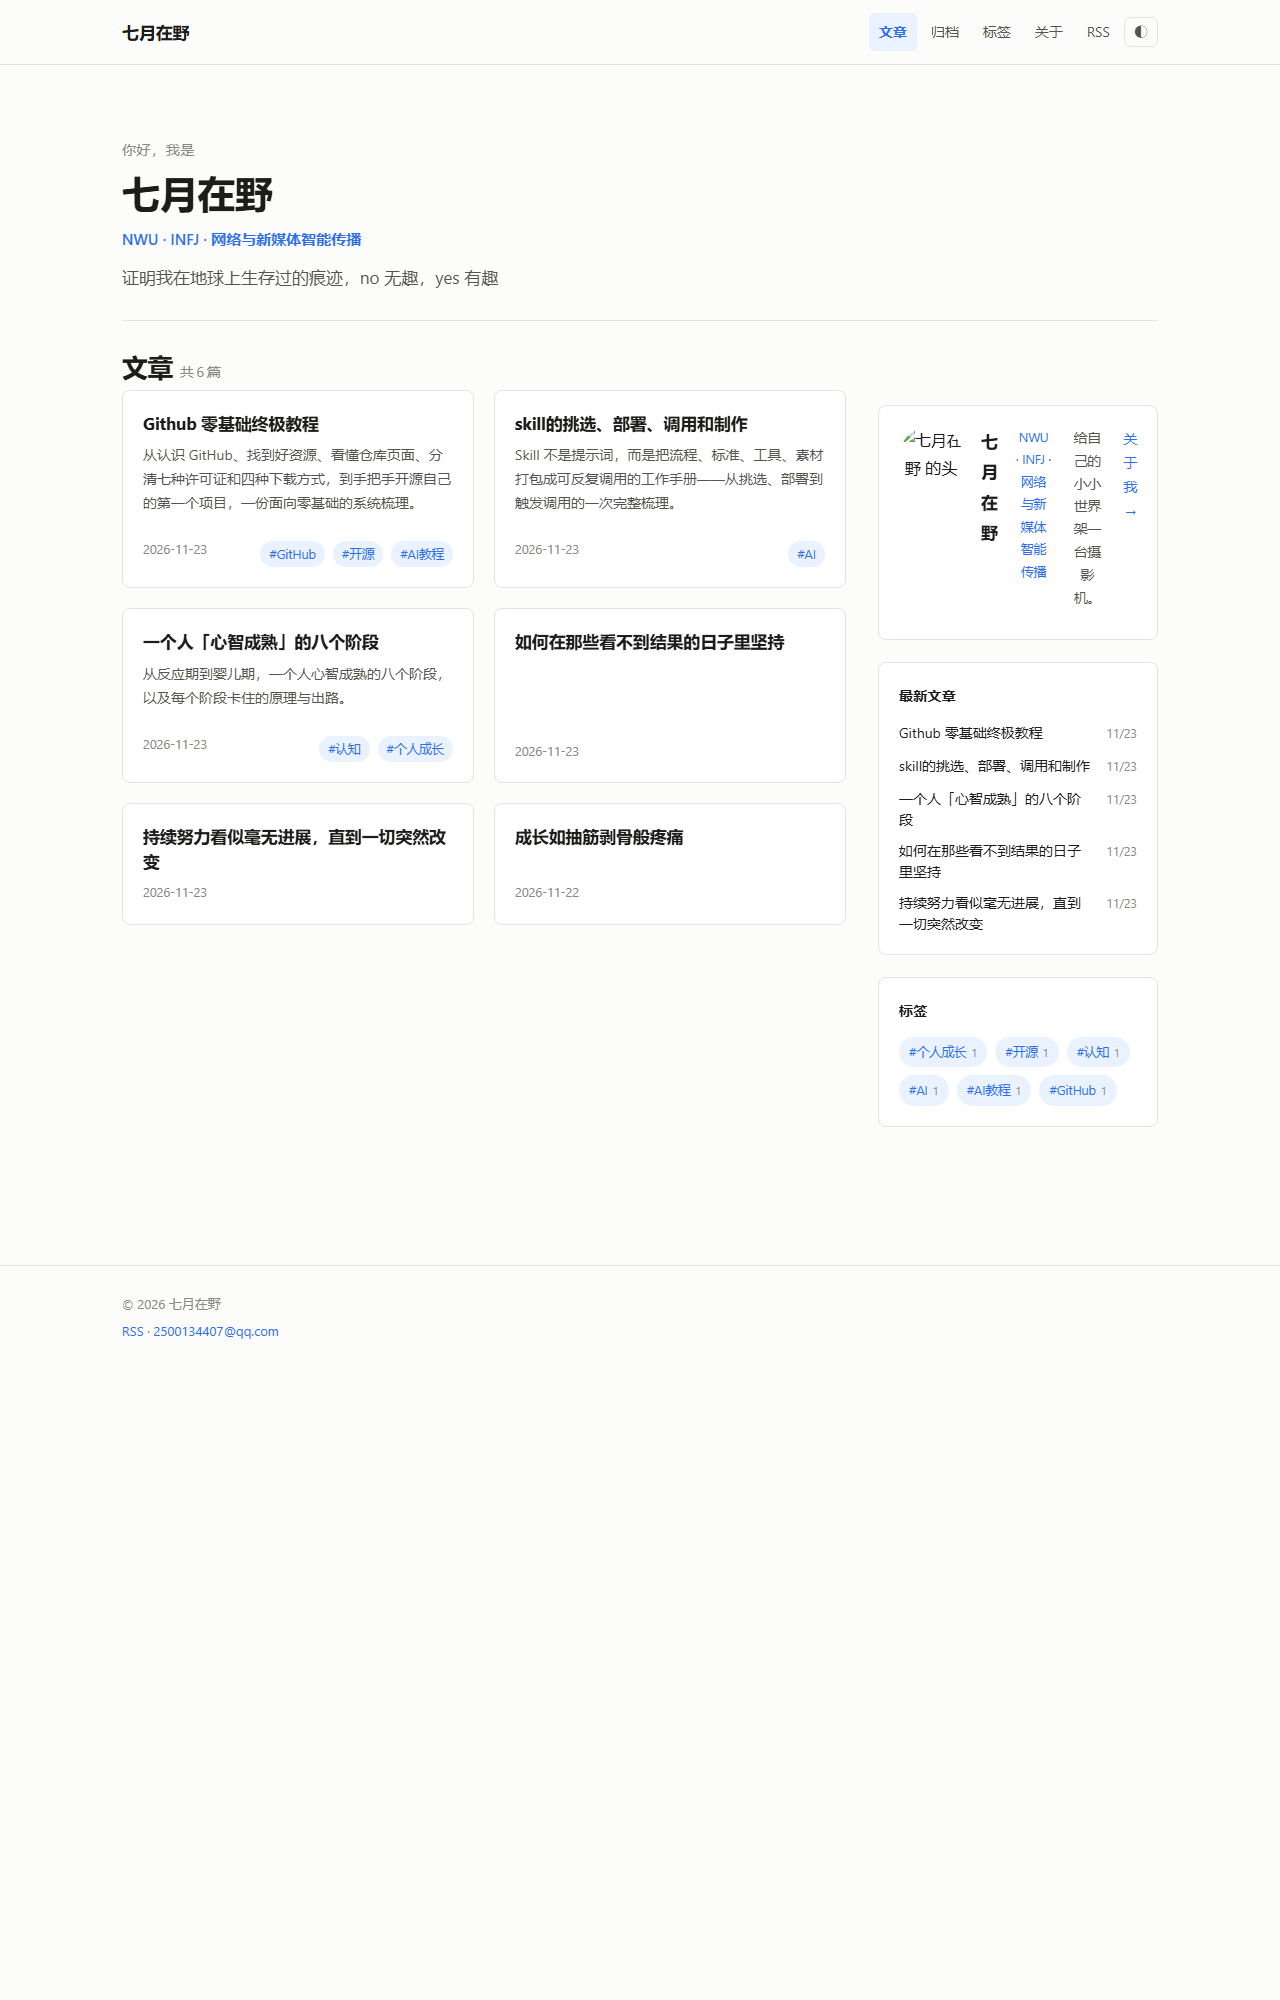 七月在野
文章 归档 标签 关于 RSS
你好，我是
七月在野
NWU · INFJ · 网络与新媒体智能传播
证明我在地球上生存过的痕迹，no 无趣，yes 有趣
文章 共 6 篇
Github 零基础终极教程
从认识 GitHub、找到好资源、看懂仓库页面、分
清七种许可证和四种下载方式，到手把手开源自己
的第一个项目，一份面向零基础的系统梳理。
2026-11-23 #GitHub #开源 #AI教程
skill的挑选、部署、调用和制作
Skill 不是提示词，而是把流程、标准、工具、素材
打包成可反复调用的工作手册——从挑选、部署到
触发调用的一次完整梳理。
2026-11-23 #AI
一个人「心智成熟」的八个阶段
从反应期到婴儿期，一个人心智成熟的八个阶段，
以及每个阶段卡住的原理与出路。
2026-11-23 #认知 #个人成长
如何在那些看不到结果的日子里坚持
2026-11-23
持续努力看似毫无进展，直到一切突然改
变
2026-11-23
成长如抽筋剥骨般疼痛
2026-11-22
七月在
野 的头
七
月
在
野
NWU
· INFJ ·
网络
与新
媒体
智能
传播
给自
己的
小小
世界
架一
台摄
影
机。
关
于
我
→
最新文章
Github 零基础终极教程 11/23
skill的挑选、部署、调用和制作 11/23
一个人「心智成熟」的八个阶 11/23
段
如何在那些看不到结果的日子 11/23
里坚持
持续努力看似毫无进展，直到 11/23
一切突然改变
标签
#个人成长 1 #开源 1 #认知 1
#AI 1 #AI教程 1 #GitHub 1
© 2026 七月在野
RSS · 2500134407@qq.com